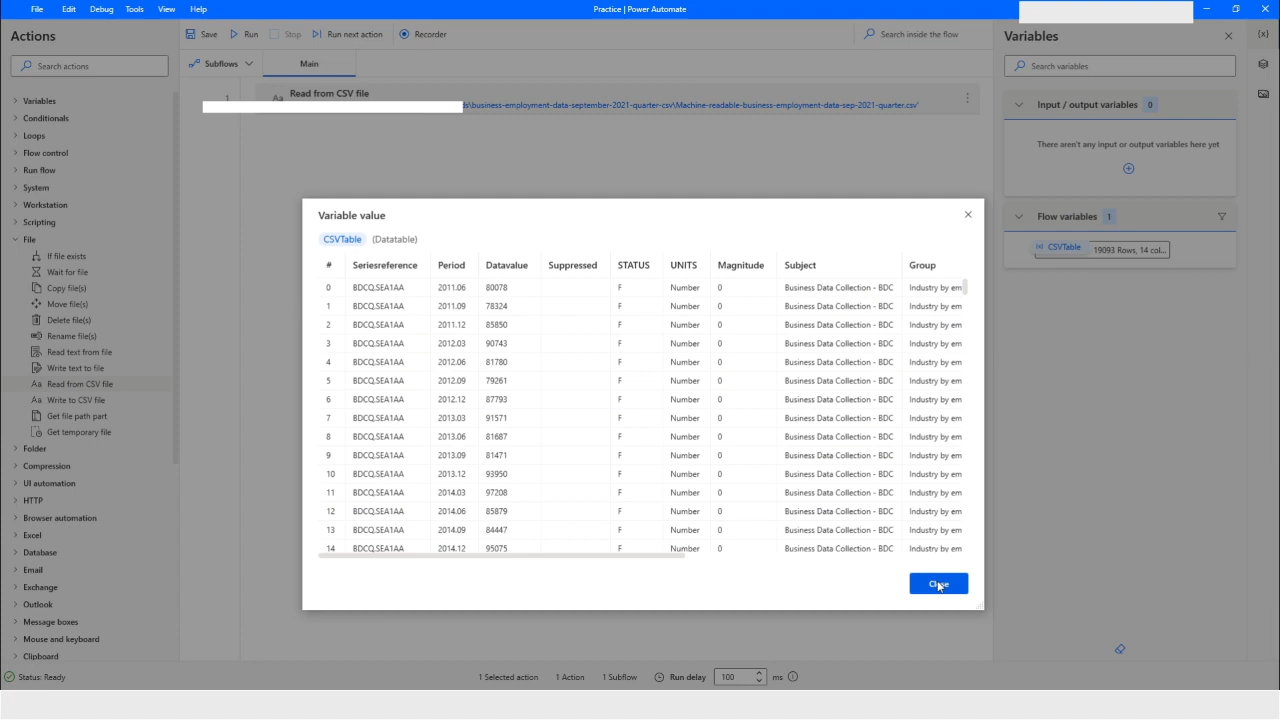 File Edit Debug Tools View Help Practice | Power Automate
Actions Save Run Stop Run next action Recorder Search inside the flow Variables {x}
Search actions Subflows Main Search variables
Variables
Conditionals
Loops
Flow control
Run flow
System
Workstation
Scripting
File
If file exists
Wait for file
Copy file(s)
Move file(s)
Delete file(s)
Rename file(s)
Read text from file
Write text to file
Aa Read from CSV file
Aa Write to CSV file
Get file path part
Get temporary file
Folder
Compression
UI automation
HTTP
Browser automation
Excel
Database
Email
Exchange
Outlook
Message boxes
Mouse and keyboard
Clipboard
1 Aa Read from CSV file
ds\business-employment-data-september-2021-quarter-csv\Machine-readable-business-employment-data-sep-2021-quarter.csv'
Variable value
CSVTable (Datatable)
# Seriesreference Period Datavalue Suppressed STATUS UNITS Magnitude Subject Group
0 BDCQ.SEA1AA 2011.06 80078 F Number 0 Business Data Collection - BDC Industry by em
1 BDCQ.SEA1AA 2011.09 78324 F Number 0 Business Data Collection - BDC Industry by em
2 BDCQ.SEA1AA 2011.12 85850 F Number 0 Business Data Collection - BDC Industry by em
3 BDCQ.SEA1AA 2012.03 90743 F Number 0 Business Data Collection - BDC Industry by em
4 BDCQ.SEA1AA 2012.06 81780 F Number 0 Business Data Collection - BDC Industry by em
5 BDCQ.SEA1AA 2012.09 79261 F Number 0 Business Data Collection - BDC Industry by em
6 BDCQ.SEA1AA 2012.12 87793 F Number 0 Business Data Collection - BDC Industry by em
7 BDCQ.SEA1AA 2013.03 91571 F Number 0 Business Data Collection - BDC Industry by em
8 BDCQ.SEA1AA 2013.06 81687 F Number 0 Business Data Collection - BDC Industry by em
9 BDCQ.SEA1AA 2013.09 81471 F Number 0 Business Data Collection - BDC Industry by em
10 BDCQ.SEA1AA 2013.12 93950 F Number 0 Business Data Collection - BDC Industry by em
11 BDCQ.SEA1AA 2014.03 97208 F Number 0 Business Data Collection - BDC Industry by em
12 BDCQ.SEA1AA 2014.06 85879 F Number 0 Business Data Collection - BDC Industry by em
13 BDCQ.SEA1AA 2014.09 84447 F Number 0 Business Data Collection - BDC Industry by em
14 BDCQ.SEA1AA 2014.12 95075 F Number 0 Business Data Collection - BDC Industry by em
Close
Input / output variables 0
There aren't any input or output variables here yet
Flow variables 1
{x} CSVTable 19093 Rows, 14 col...
Status: Ready 1 Selected action 1 Action 1 Subflow Run delay 100 ms